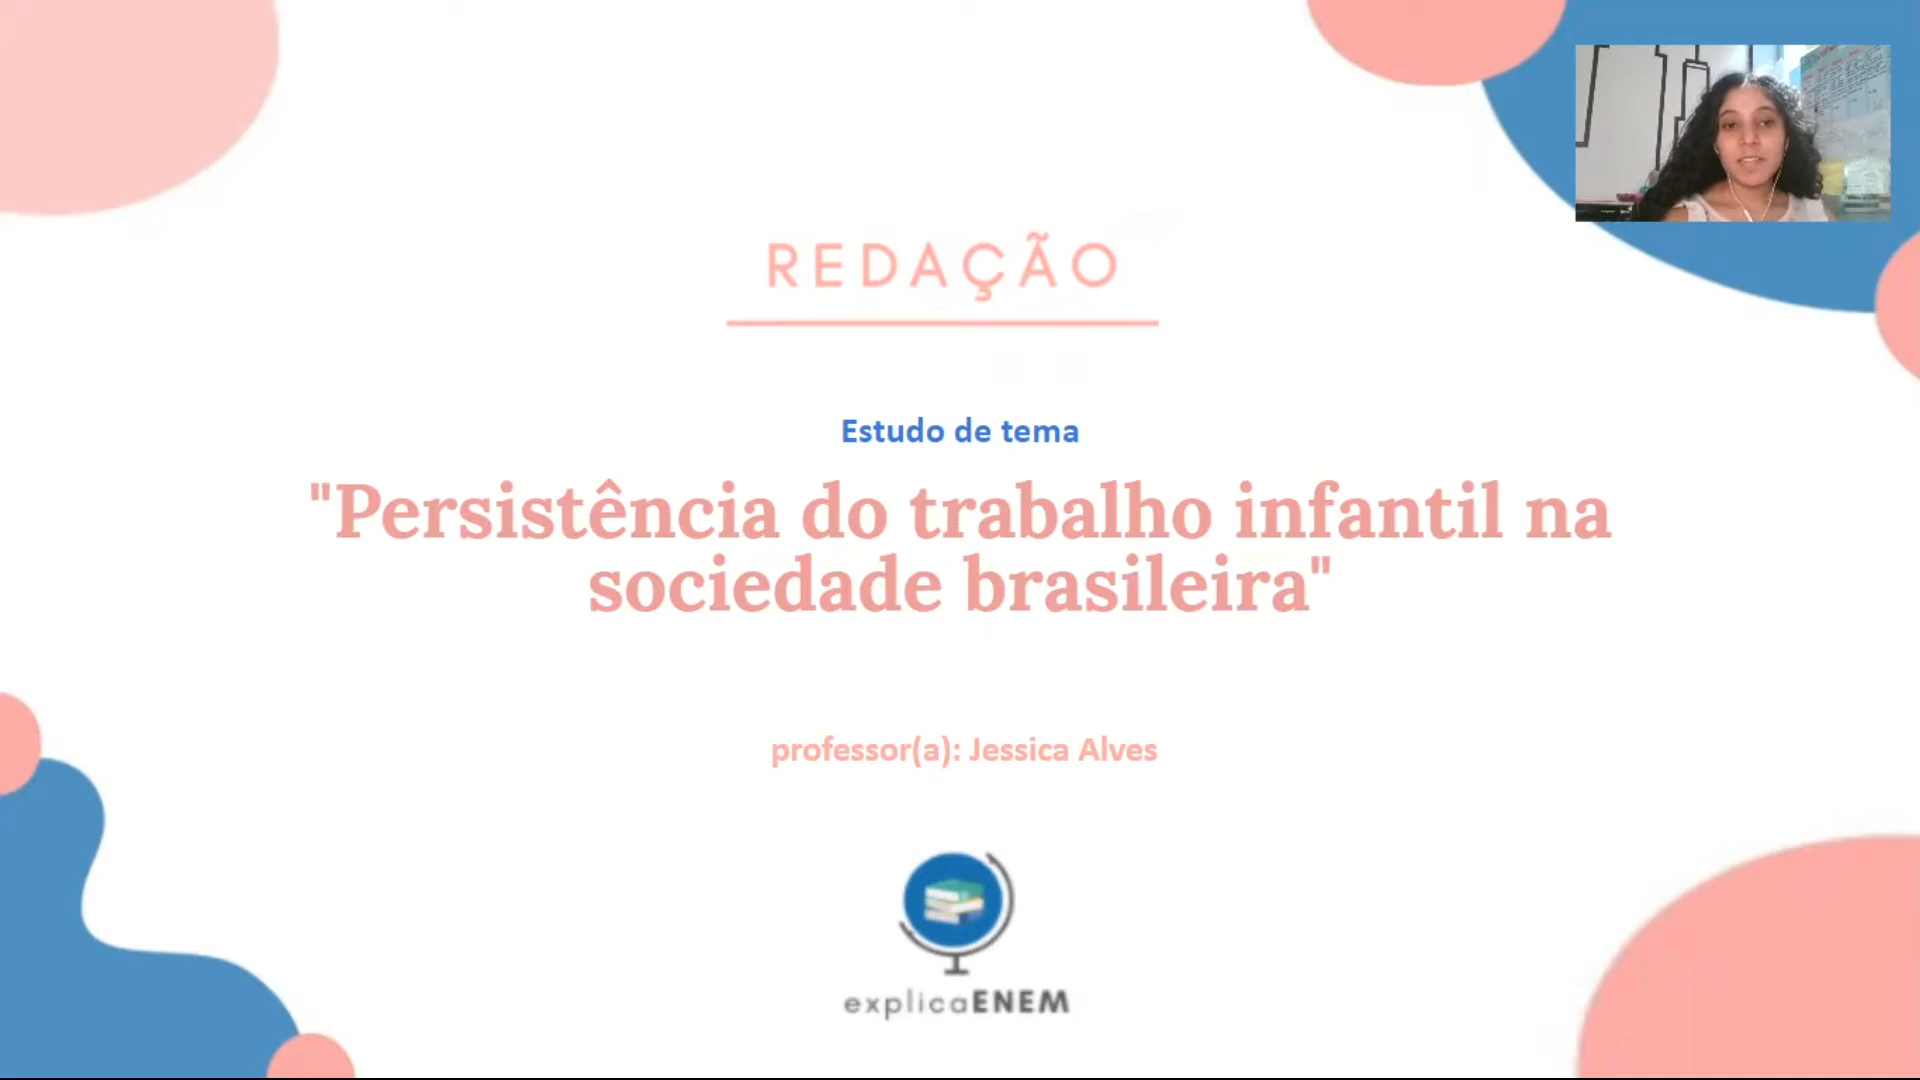 REDAÇÃO
Estudo de tema
"Persistência do trabalho infantil na
sociedade brasileira"
professor(a): Jessica Alves
explicaENEM